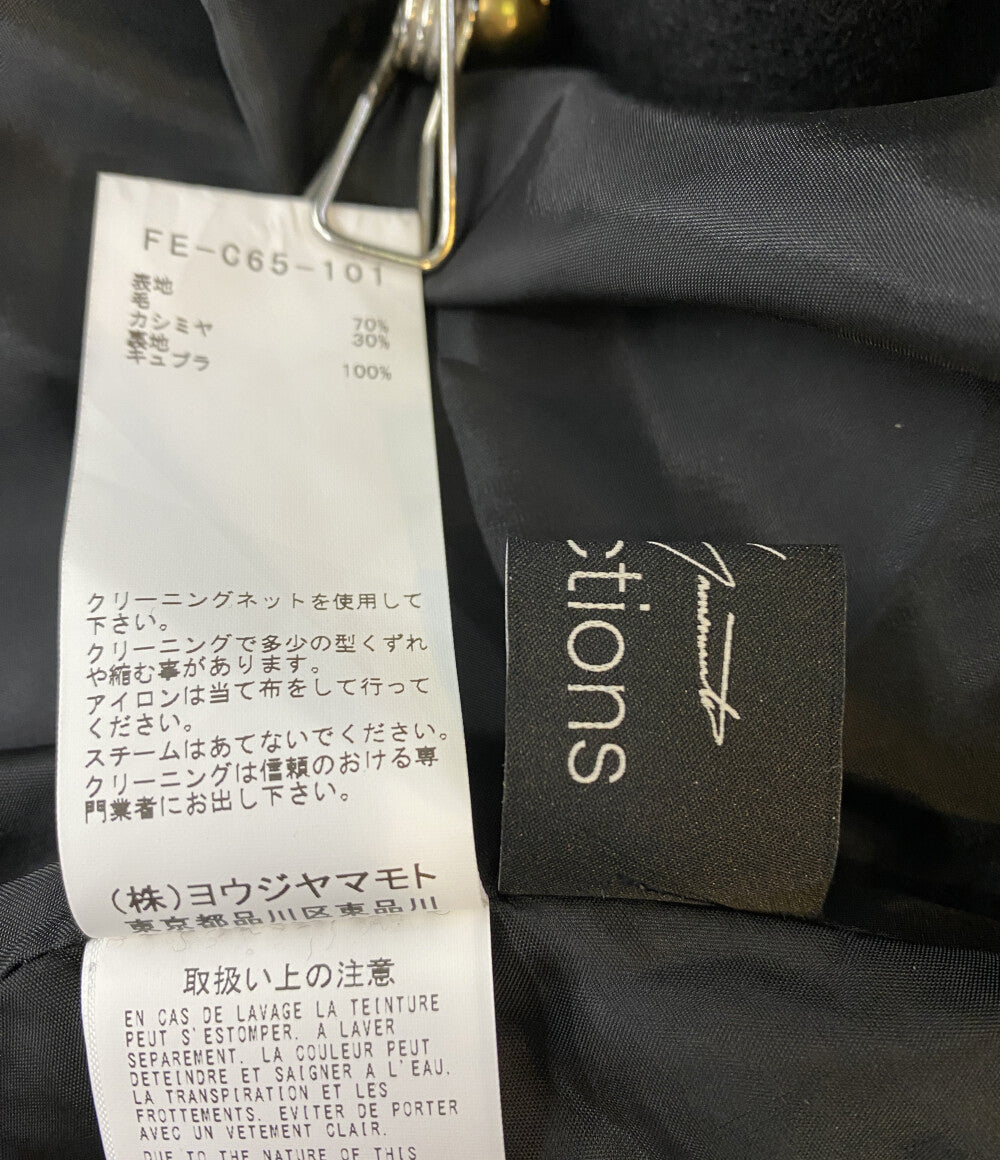 FE-C65-101
表地
毛 70%
カシミヤ 30%
裏地
キュプラ 100%
クリーニングネットを使用して
下さい。
クリーニングで多少の型くずれ
や縮む事があります。
アイロンは当て布をして行って
ください。
スチームはあてないでください。
クリーニングは信頼のおける専
門業者にお出し下さい。
(株)ヨウジヤマモト
東京都品川区東品川
取扱い上の注意
EN CAS DE LAVAGE LA TEINTURE
PEUT S'ESTOMPER. A LAVER
SEPAREMENT. LA COULEUR PEUT
DETEINDRE ET SAIGNER A L'EAU.
LA TRANSPIRATION ET LES
FROTTEMENTS. EVITER DE PORTER
AVEC UN VETEMENT CLAIR.
DUE TO THE NATURE OF THIS
ctions